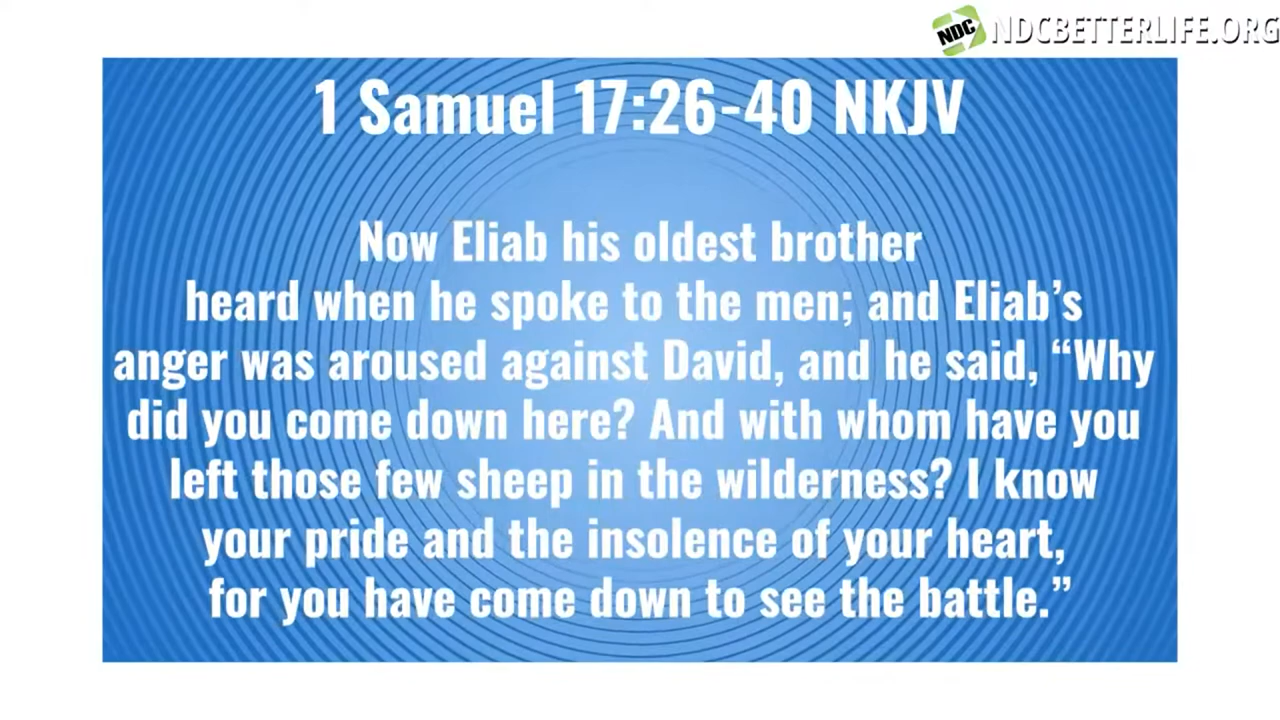 NDC NDCBETTERLIFE.ORG
1 Samuel 17:26-40 NKJV
Now Eliab his oldest brother
heard when he spoke to the men; and Eliab’s
anger was aroused against David, and he said, “Why
did you come down here? And with whom have you
left those few sheep in the wilderness? I know
your pride and the insolence of your heart,
for you have come down to see the battle.”